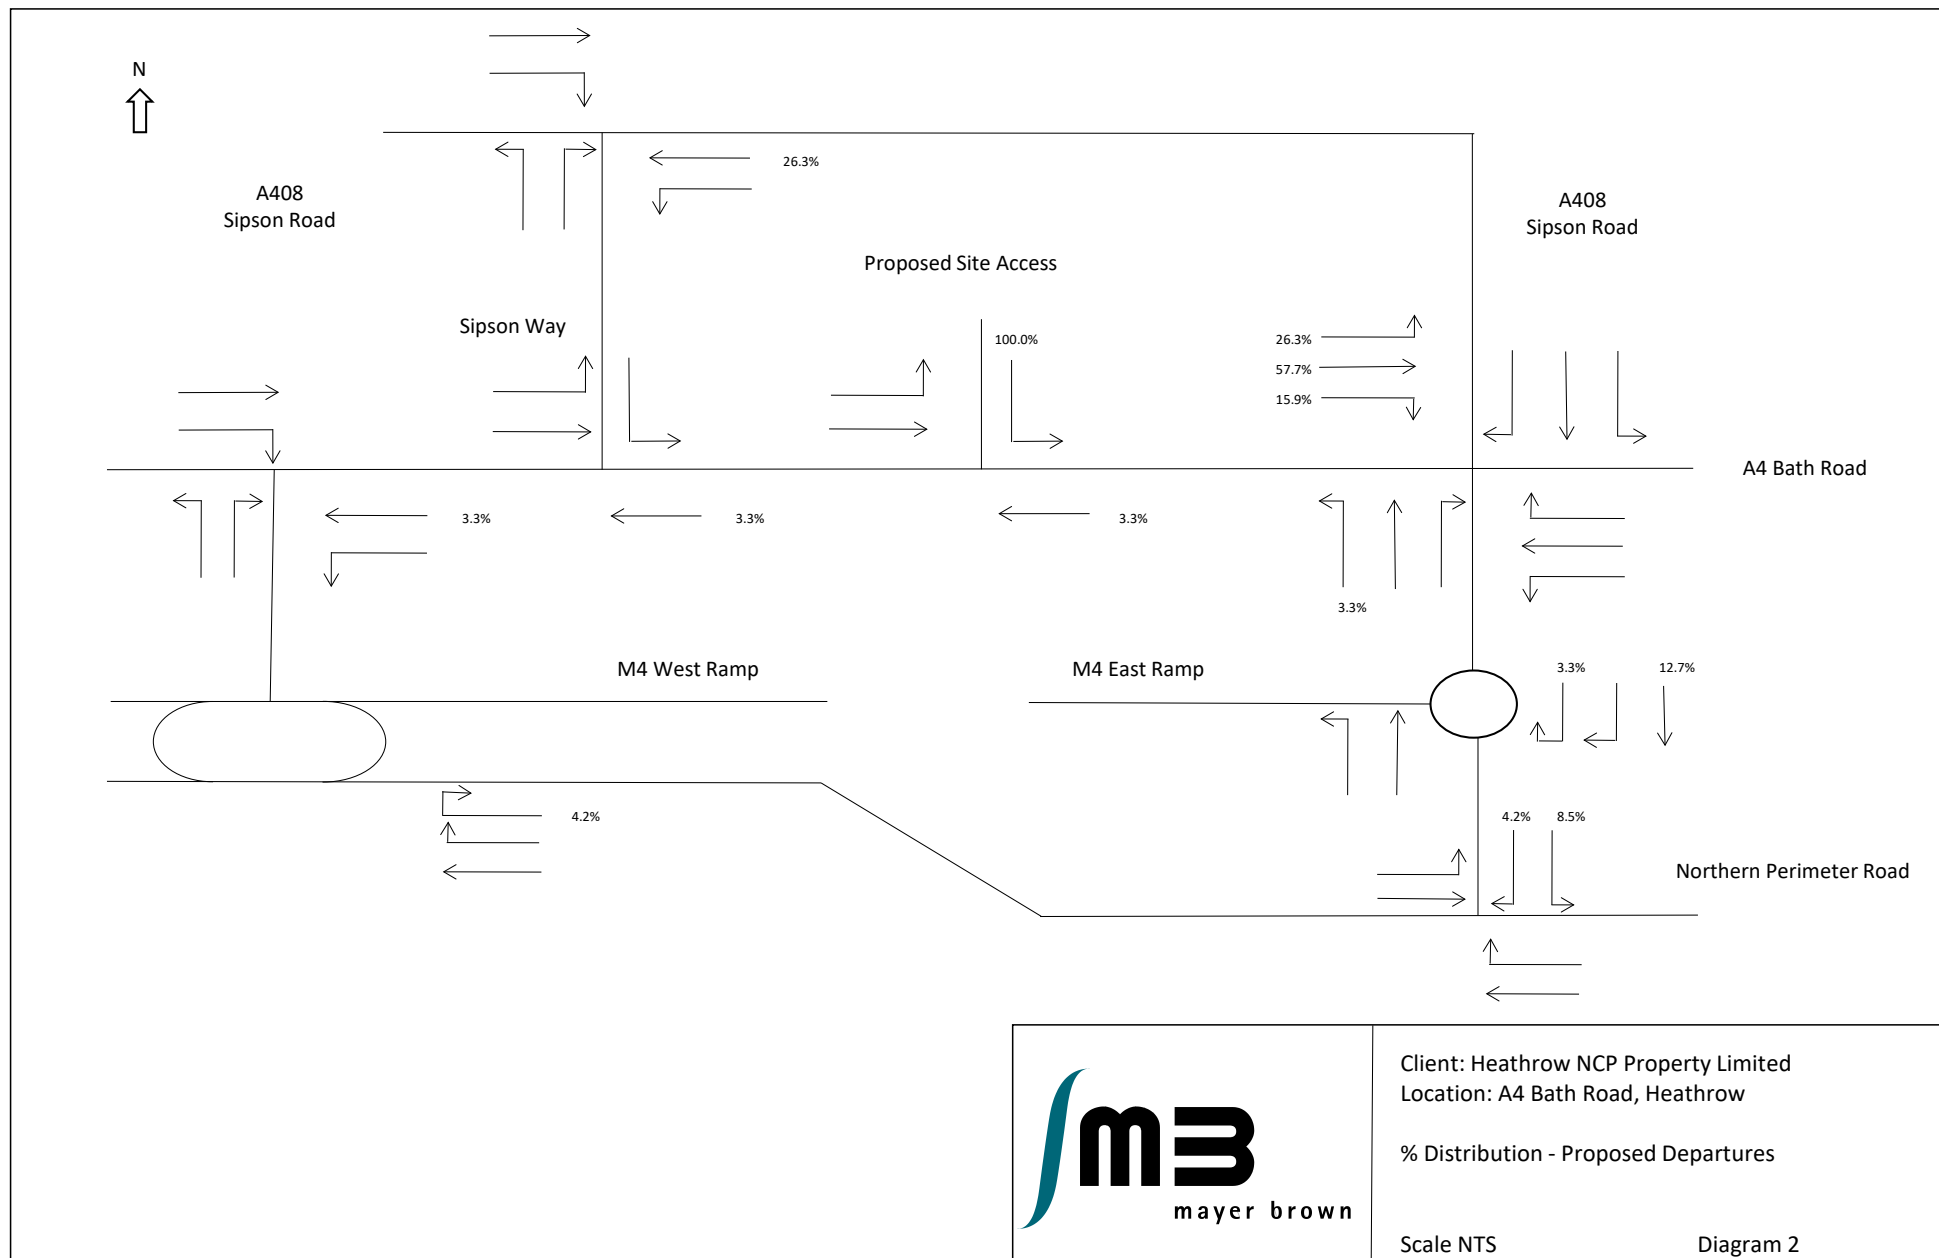 N
26.3%
A408
Sipson Road
A408
Sipson Road
Proposed Site Access
Sipson Way
100.0%
26.3%
57.7%
15.9%
A4 Bath Road
3.3%
3.3%
3.3%
3.3%
M4 West Ramp
M4 East Ramp
3.3%
12.7%
4.2%
4.2%
8.5%
Northern Perimeter Road
mayer brown
Client: Heathrow NCP Property Limited
Location: A4 Bath Road, Heathrow
% Distribution - Proposed Departures
Scale NTS
Diagram 2